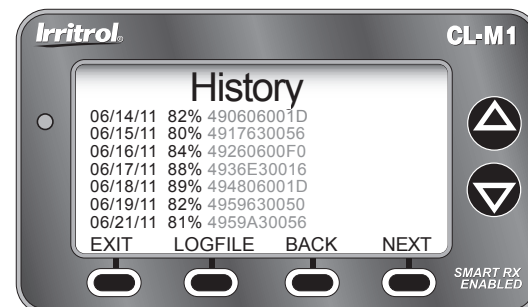 Irritrol®
CL-M1
History
06/14/11 82% 490606001D
06/15/11 80% 4917630056
06/16/11 84% 49260600F0
06/17/11 88% 4936E30016
06/18/11 89% 494806001D
06/19/11 82% 4959630050
06/21/11 81% 4959A30056
EXIT LOGFILE BACK NEXT
SMART RX
ENABLED